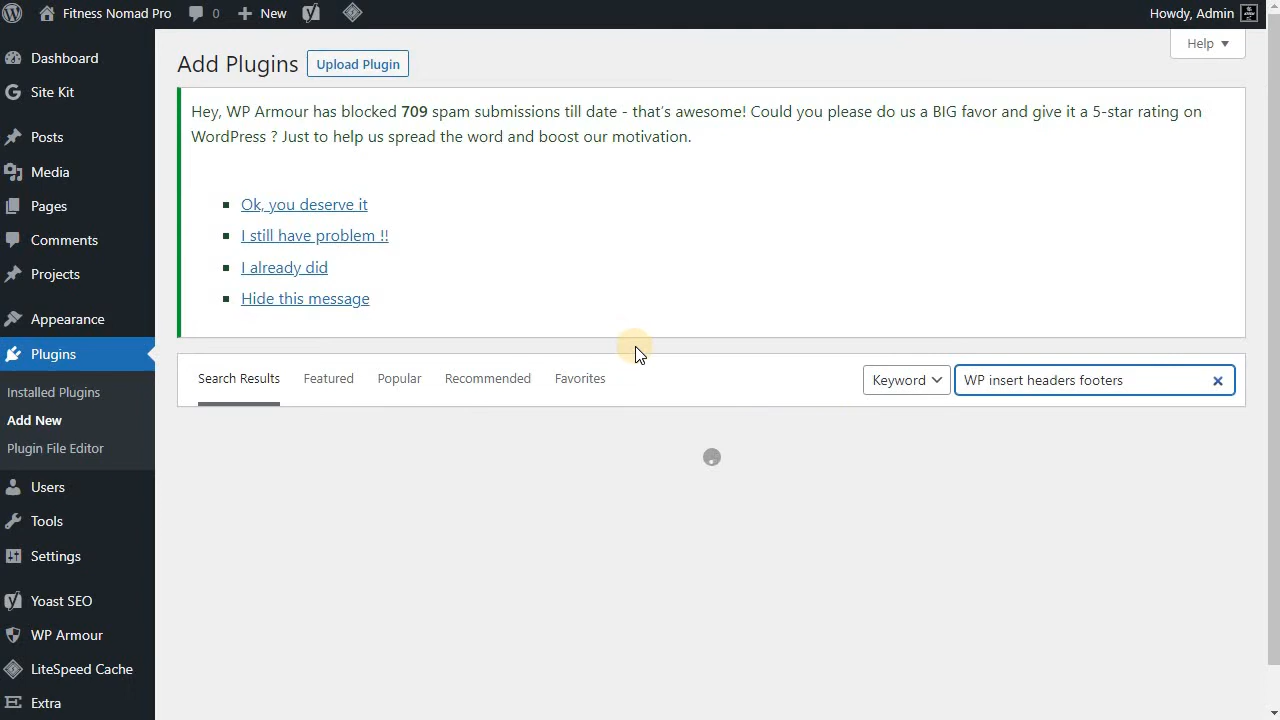 Fitness Nomad Pro
0
New
Howdy, Admin
Help
Dashboard
Site Kit
Posts
Media
Pages
Comments
Projects
Appearance
Plugins
Installed Plugins
Add New
Plugin File Editor
Users
Tools
Settings
Yoast SEO
WP Armour
LiteSpeed Cache
Extra
Add Plugins
Upload Plugin
Hey, WP Armour has blocked 709 spam submissions till date - that's awesome! Could you please do us a BIG favor and give it a 5-star rating on
WordPress ? Just to help us spread the word and boost our motivation.
Ok, you deserve it
I still have problem !!
I already did
Hide this message
Search Results
Featured
Popular
Recommended
Favorites
Keyword
WP insert headers footers